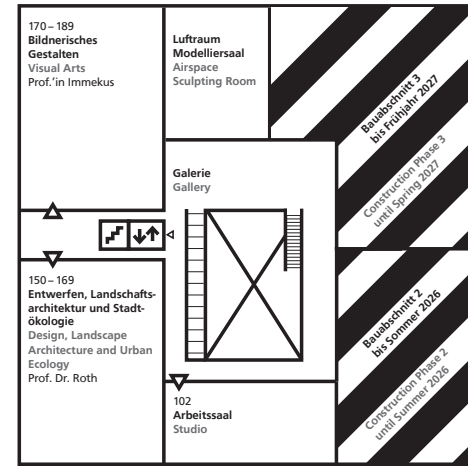 170 – 189
Bildnerisches
Gestalten
Visual Arts
Prof.’in Immekus
Luftraum
Modelliersaal
Airspace
Sculpting Room
Bauabschnitt 3
bis Frühjahr 2027
Construction Phase 3
until Spring 2027
Galerie
Gallery
150 – 169
Entwerfen, Landschafts-
architektur und Stadt-
ökologie
Design, Landscape
Architecture and Urban
Ecology
Prof. Dr. Roth
Bauabschnitt 2
bis Sommer 2026
Construction Phase 2
until Summer 2026
102
Arbeitssaal
Studio